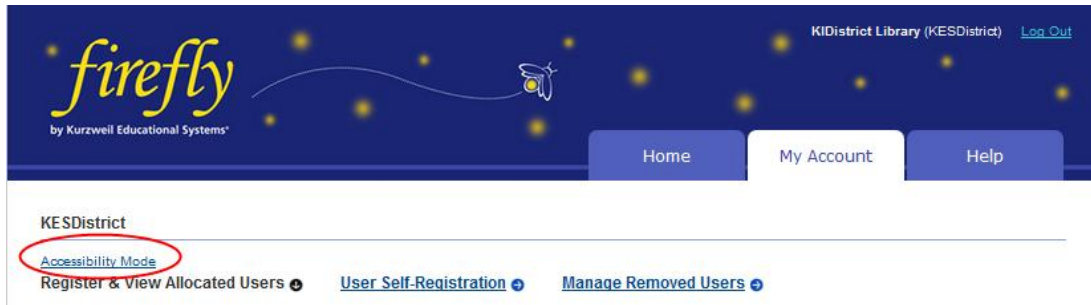 KIDistrict Library (KESDistrict) Log Out
firefly
by Kurzweil Educational Systems®
Home My Account Help
KESDistrict
Accessibility Mode
Register & View Allocated Users User Self-Registration Manage Removed Users